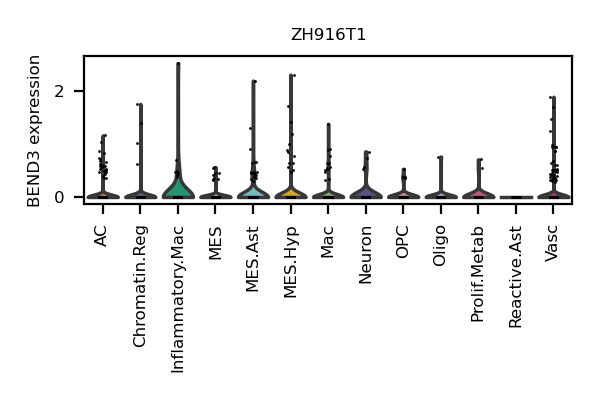 ZH916T1
BEND3 expression
2
0
AC
Chromatin.Reg
Inflammatory.Mac
MES
MES.Ast
MES.Hyp
Mac
Neuron
OPC
Oligo
Prolif.Metab
Reactive.Ast
Vasc